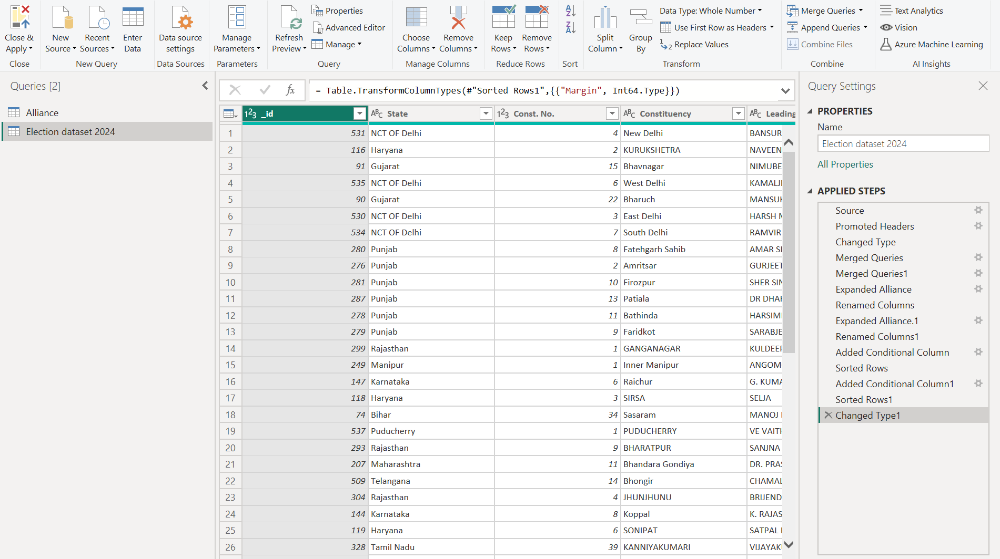 Close &
Apply
Close
New
Source
Recent
Sources
Enter
Data
New Query
Data source
settings
Data Sources
Manage
Parameters
Parameters
Refresh
Preview
Properties
Advanced Editor
Manage
Query
Choose
Columns
Remove
Columns
Manage Columns
Keep
Rows
Remove
Rows
Reduce Rows
A
Z
Z
A
Sort
Split
Column
Group
By
Data Type: Whole Number
Use First Row as Headers
1
2 Replace Values
Transform
Merge Queries
Append Queries
Combine Files
Combine
Text Analytics
Vision
Azure Machine Learning
AI Insights
Queries [2]
Alliance
Election dataset 2024
fx
= Table.TransformColumnTypes(#"Sorted Rows1",{{"Margin", Int64.Type}})
123 _id ABC State 123 Const. No. ABC Constituency ABC Leading
1 531 NCT OF Delhi 4 New Delhi BANSUR
2 116 Haryana 2 KURUKSHETRA NAVEEN
3 91 Gujarat 15 Bhavnagar NIMUBE
4 535 NCT OF Delhi 6 West Delhi KAMALJE
5 90 Gujarat 22 Bharuch MANSUK
6 530 NCT OF Delhi 3 East Delhi HARSH M
7 534 NCT OF Delhi 7 South Delhi RAMVIR
8 280 Punjab 8 Fatehgarh Sahib AMAR SI
9 276 Punjab 2 Amritsar GURJEET
10 281 Punjab 10 Firozpur SHER SIN
11 287 Punjab 13 Patiala DR DHAR
12 278 Punjab 11 Bathinda HARSIM
13 279 Punjab 9 Faridkot SARABJE
14 299 Rajasthan 1 GANGANAGAR KULDEEP
15 249 Manipur 1 Inner Manipur ANGOM
16 147 Karnataka 6 Raichur G. KUMA
17 118 Haryana 3 SIRSA SELJA
18 74 Bihar 34 Sasaram MANOJ
19 537 Puducherry 1 PUDUCHERRY VE VAITH
20 293 Rajasthan 9 BHARATPUR SANJNA
21 207 Maharashtra 11 Bhandara Gondiya DR. PRAS
22 509 Telangana 14 Bhongir CHAMAL
23 304 Rajasthan 4 JHUNJHUNU BRIJEND
24 144 Karnataka 8 Koppal K. RAJAS
25 119 Haryana 6 SONIPAT SATPAL
26 328 Tamil Nadu 39 KANNIYAKUMARI VIJAYAK
Query Settings
PROPERTIES
Name
Election dataset 2024
All Properties
APPLIED STEPS
Source
Promoted Headers
Changed Type
Merged Queries
Merged Queries1
Expanded Alliance
Renamed Columns
Expanded Alliance.1
Renamed Columns1
Added Conditional Column
Sorted Rows
Added Conditional Column1
Sorted Rows1
Changed Type1